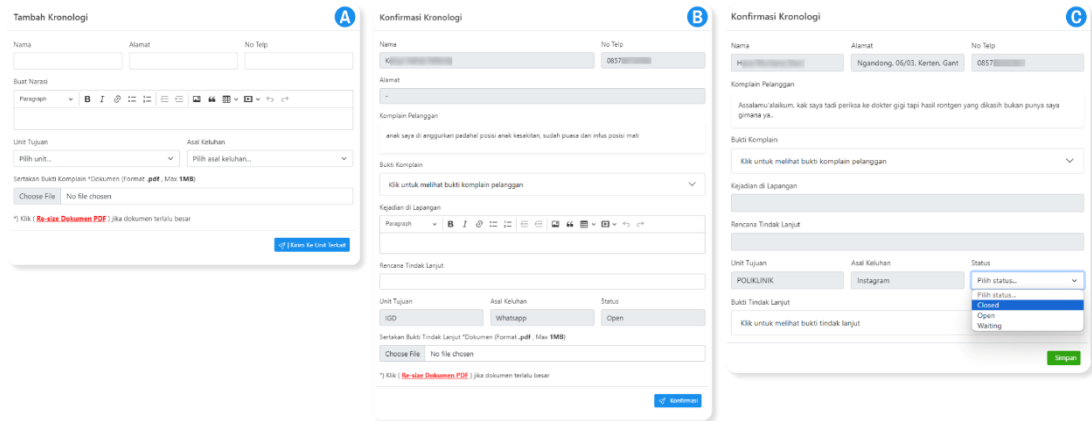 Tambah Kronologi
A
Nama Alamat No Telp
Buat Narasi
Paragraph B I
Unit Tujuan Asal Keluhan
Pilih unit... Pilih asal keluhan...
Sertakan Bukti Komplain *Dokumen (Format .pdf , Max 1MB)
Choose File No file chosen
*) Klik ( Re-size Dokumen PDF ) jika dokumen terlalu besar
| Kirim Ke Unit Terkait
Konfirmasi Kronologi
B
Nama No Telp
0857
Alamat
-
Komplain Pelanggan
anak saya di anggurkan padahal posisi anak kesakitan, sudah puasa dan infus posisi mati
Bukti Komplain
Klik untuk melihat bukti komplain pelanggan
Kejadian di Lapangan
Paragraph B I
Rencana Tindak Lanjut
Unit Tujuan Asal Keluhan Status
IGD Whatsapp Open
Sertakan Bukti Tindak Lanjut *Dokumen (Format .pdf , Max 1MB)
Choose File No file chosen
*) Klik ( Re-size Dokumen PDF ) jika dokumen terlalu besar
Konfirmasi
Konfirmasi Kronologi
C
Nama Alamat No Telp
H Ngandong, 06/03, Kerten, Gant 0857
Komplain Pelanggan
Assalamu'alaikum, kak saya tadi periksa ke dokter gigi tapi hasil rontgen yang dikasih bukan punya saya
gimana ya..
Bukti Komplain
Klik untuk melihat bukti komplain pelanggan
Kejadian di Lapangan
Rencana Tindak Lanjut
Unit Tujuan Asal Keluhan Status
POLIKLINIK Instagram Pilih status...
Pilih status...
Closed
Open
Waiting
Bukti Tindak Lanjut
Klik untuk melihat bukti tindak lanjut
Simpan